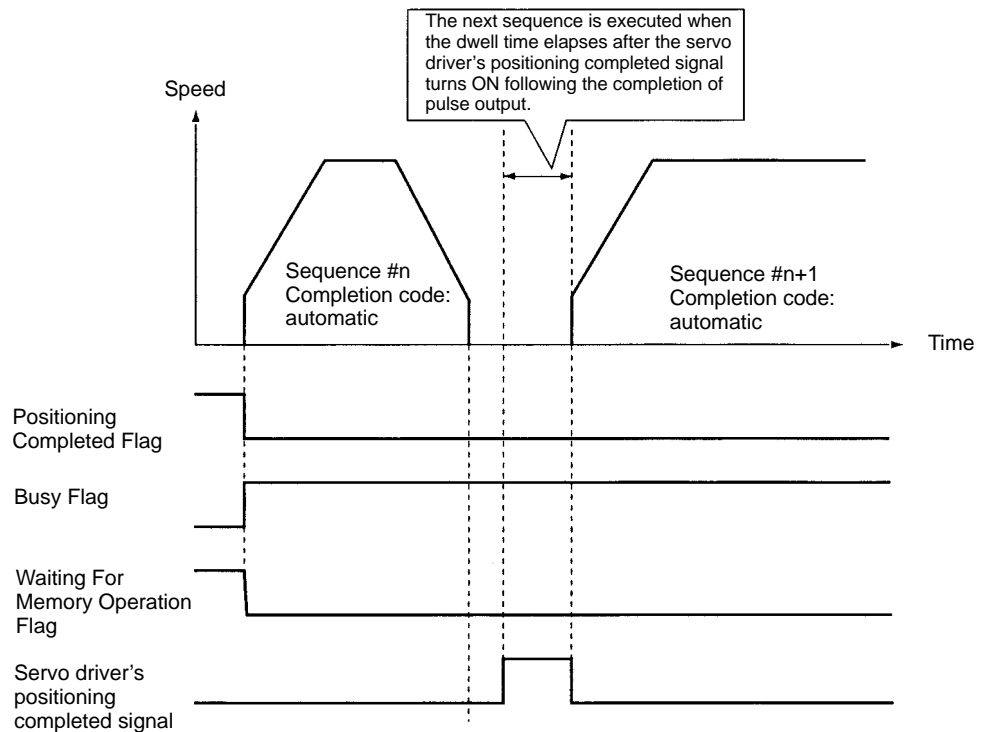 The next sequence is executed when
the dwell time elapses after the servo
driver's positioning completed signal
turns ON following the completion of
pulse output.
Speed
Sequence #n
Completion code:
automatic
Sequence #n+1
Completion code:
automatic
Time
Positioning
Completed Flag
Busy Flag
Waiting For
Memory Operation
Flag
Servo driver's
positioning
completed signal